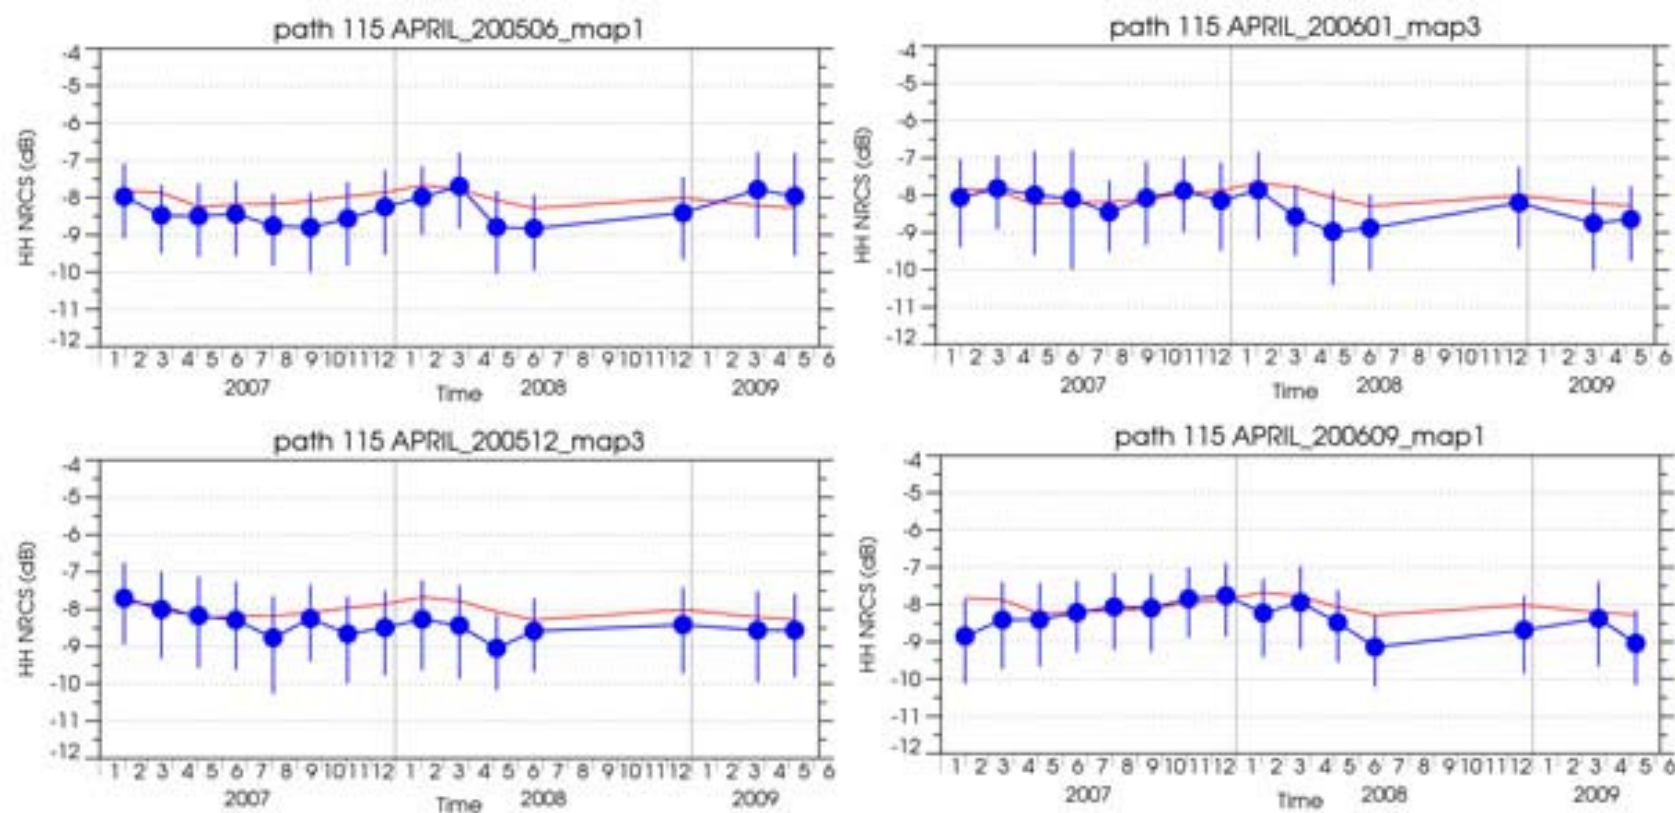 path 115 APRIL_200506_map1
HH NRCS (dB)
-4
-5
-6
-7
-8
-9
-10
-11
-12
1 2 3 4 5 6 7 8 9 10 11 12 1 2 3 4 5 6 7 8 9 10 11 12 1 2 3 4 5 6
2007 2008 2009
Time
path 115 APRIL_200601_map3
HH NRCS (dB)
-4
-5
-6
-7
-8
-9
-10
-11
-12
1 2 3 4 5 6 7 8 9 10 11 12 1 2 3 4 5 6 7 8 9 10 11 12 1 2 3 4 5 6
2007 2008 2009
Time
path 115 APRIL_200512_map3
HH NRCS (dB)
-4
-5
-6
-7
-8
-9
-10
-11
-12
1 2 3 4 5 6 7 8 9 10 11 12 1 2 3 4 5 6 7 8 9 10 11 12 1 2 3 4 5 6
2007 2008 2009
Time
path 115 APRIL_200609_map1
HH NRCS (dB)
-4
-5
-6
-7
-8
-9
-10
-11
-12
1 2 3 4 5 6 7 8 9 10 11 12 1 2 3 4 5 6 7 8 9 10 11 12 1 2 3 4 5 6
2007 2008 2009
Time